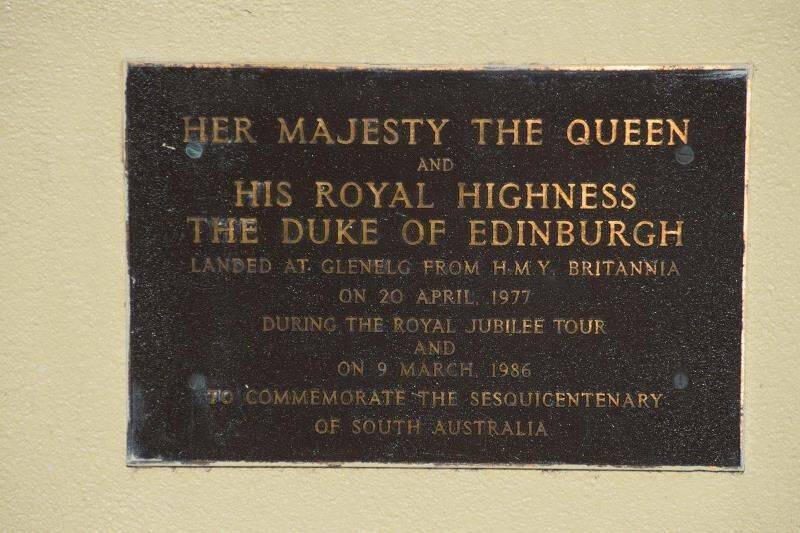 HER MAJESTY THE QUEEN
AND
HIS ROYAL HIGHNESS
THE DUKE OF EDINBURGH
LANDED AT GLENELG FROM H.M.Y. BRITANNIA
ON 20 APRIL, 1977
DURING THE ROYAL JUBILEE TOUR
AND
ON 9 MARCH, 1986
TO COMMEMORATE THE SESQUICENTENARY
OF SOUTH AUSTRALIA